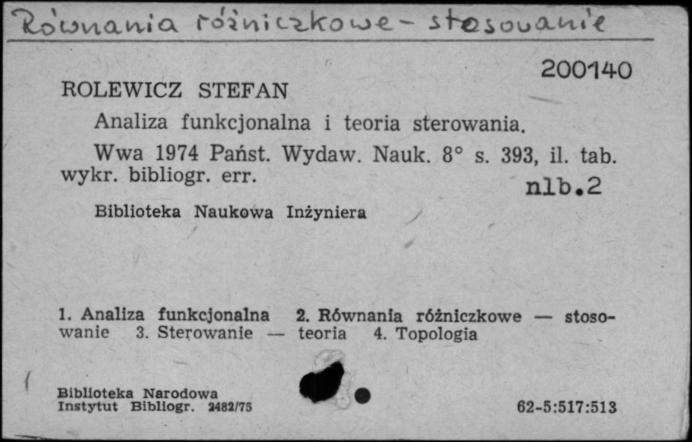 Równania różniczkowe - stosowanie
200140
ROLEWICZ STEFAN
Analiza funkcjonalna i teoria sterowania.
Wwa 1974 Państ. Wydaw. Nauk. 8° s. 393, il. tab.
wykr. bibliogr. err.
nlb.2
Biblioteka Naukowa Inżyniera
1. Analiza funkcjonalna 2. Równania różniczkowe — stoso-
wanie 3. Sterowanie — teoria 4. Topologia
Biblioteka Narodowa
Instytut Bibliogr. 2482/75
62-5:517:513